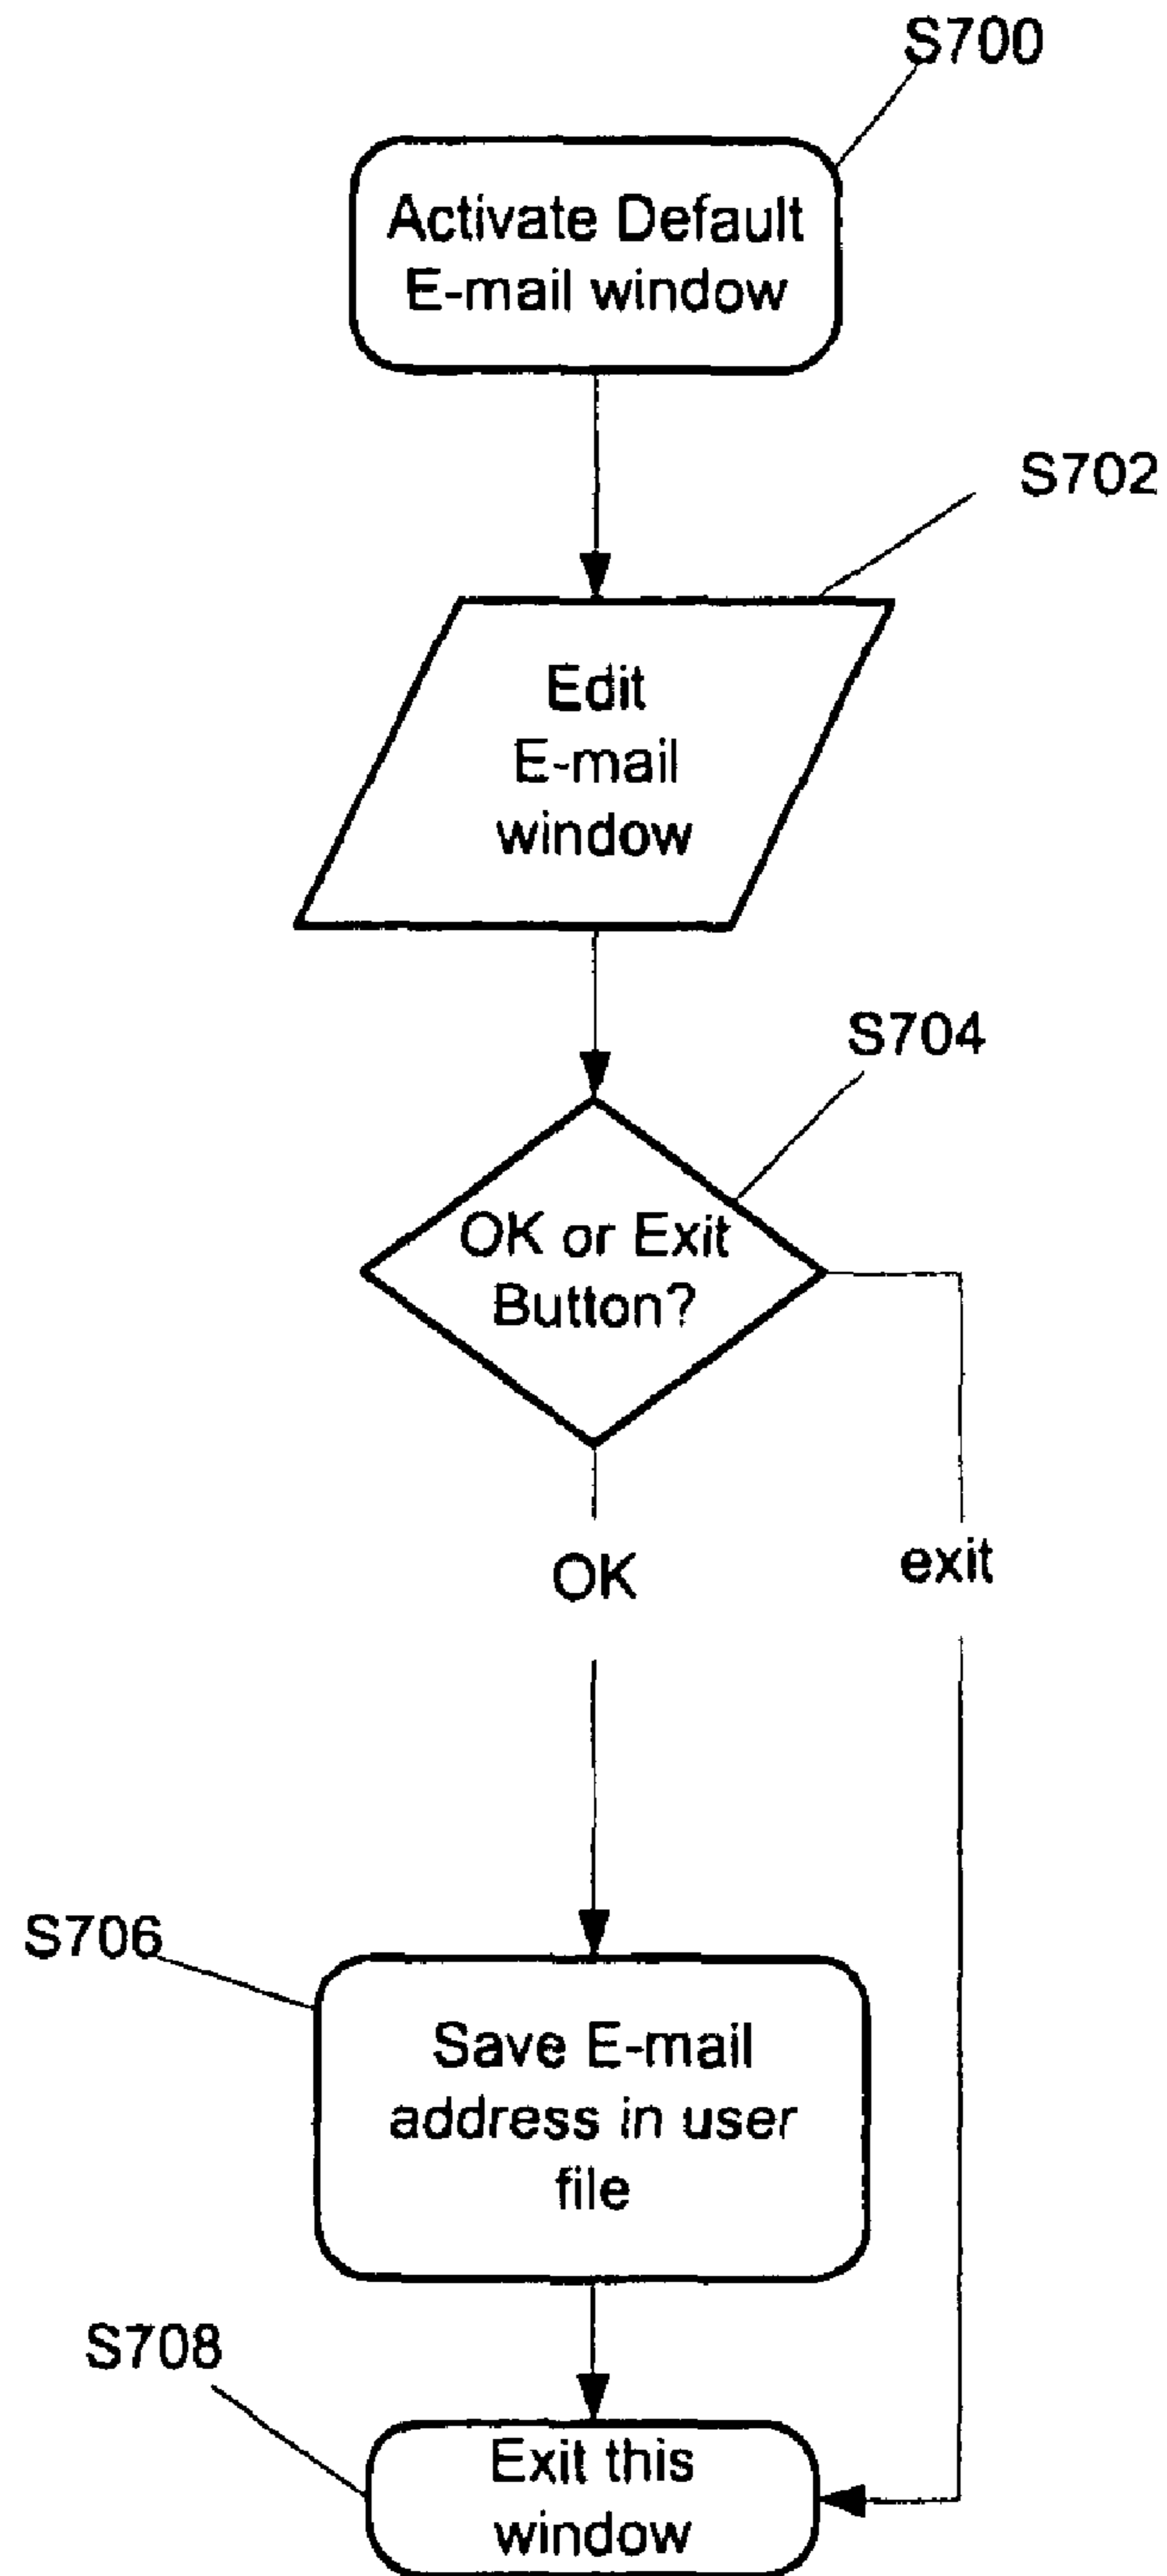 S700
Activate Default
E-mail window
S702
Edit
E-mail
window
S704
OK or Exit
Button?
OK
exit
S706
Save E-mail
address in user
file
S708
Exit this
window